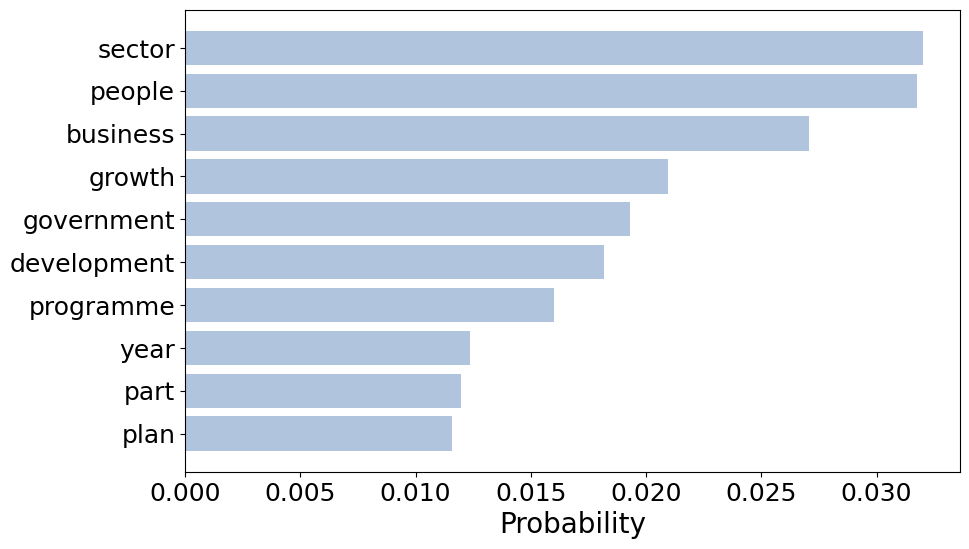 sector
people
business
growth
government
development
programme
year
part
plan
0.000 0.005 0.010 0.015 0.020 0.025 0.030
Probability